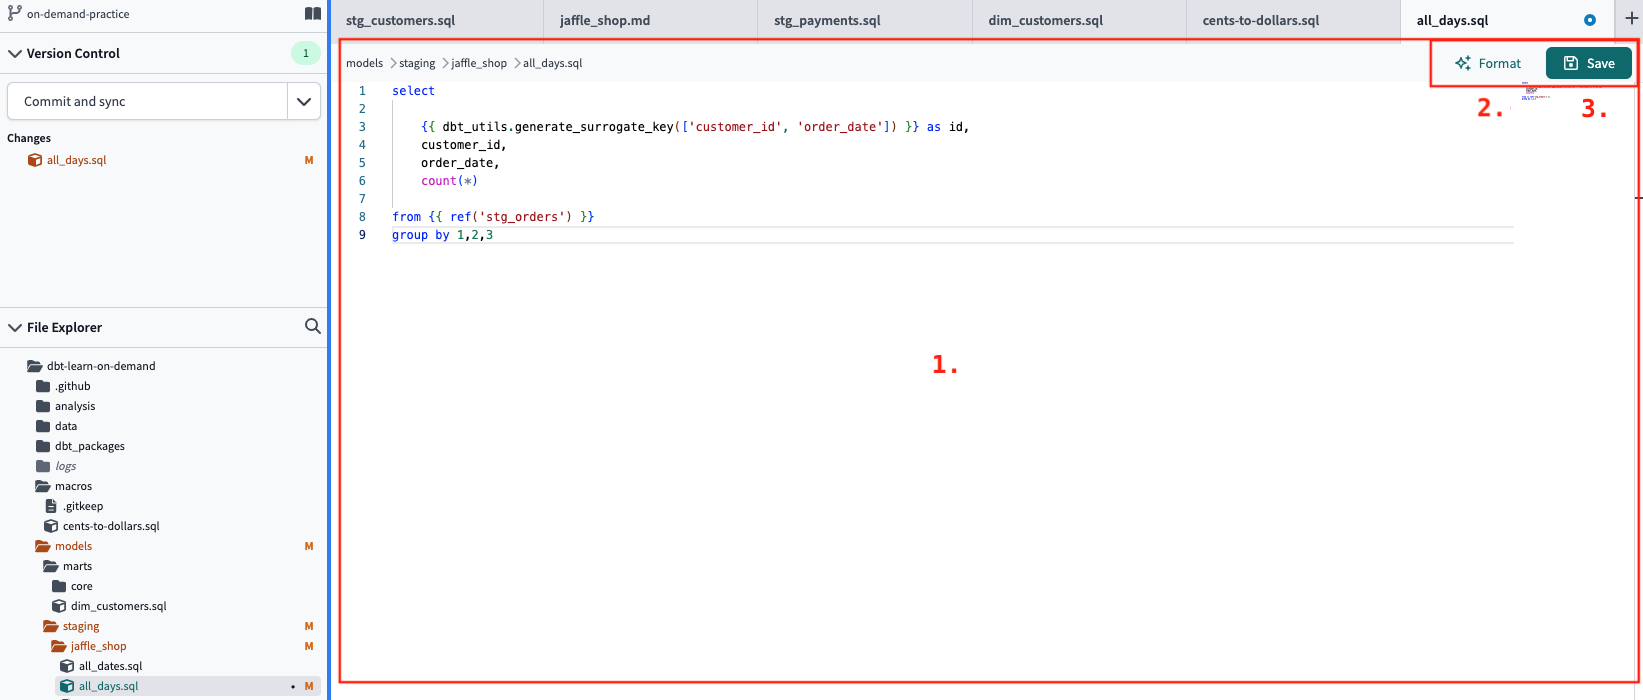 on-demand-practice
Version Control
1
Commit and sync
Changes
all_days.sql M
File Explorer
dbt-learn-on-demand
.github
analysis
data
dbt_packages
logs
macros
.gitkeep
cents-to-dollars.sql
models M
marts
core
dim_customers.sql
staging M
jaffle_shop M
all_dates.sql
all_days.sql • M
stg_customers.sql
jaffle_shop.md
stg_payments.sql
dim_customers.sql
cents-to-dollars.sql
all_days.sql
models > staging > jaffle_shop > all_days.sql
Format
Save
2.
3.
1 select
2
3 {{ dbt_utils.generate_surrogate_key(['customer_id', 'order_date']) }} as id,
4 customer_id,
5 order_date,
6 count(*)
7
8 from {{ ref('stg_orders') }}
9 group by 1,2,3
1.